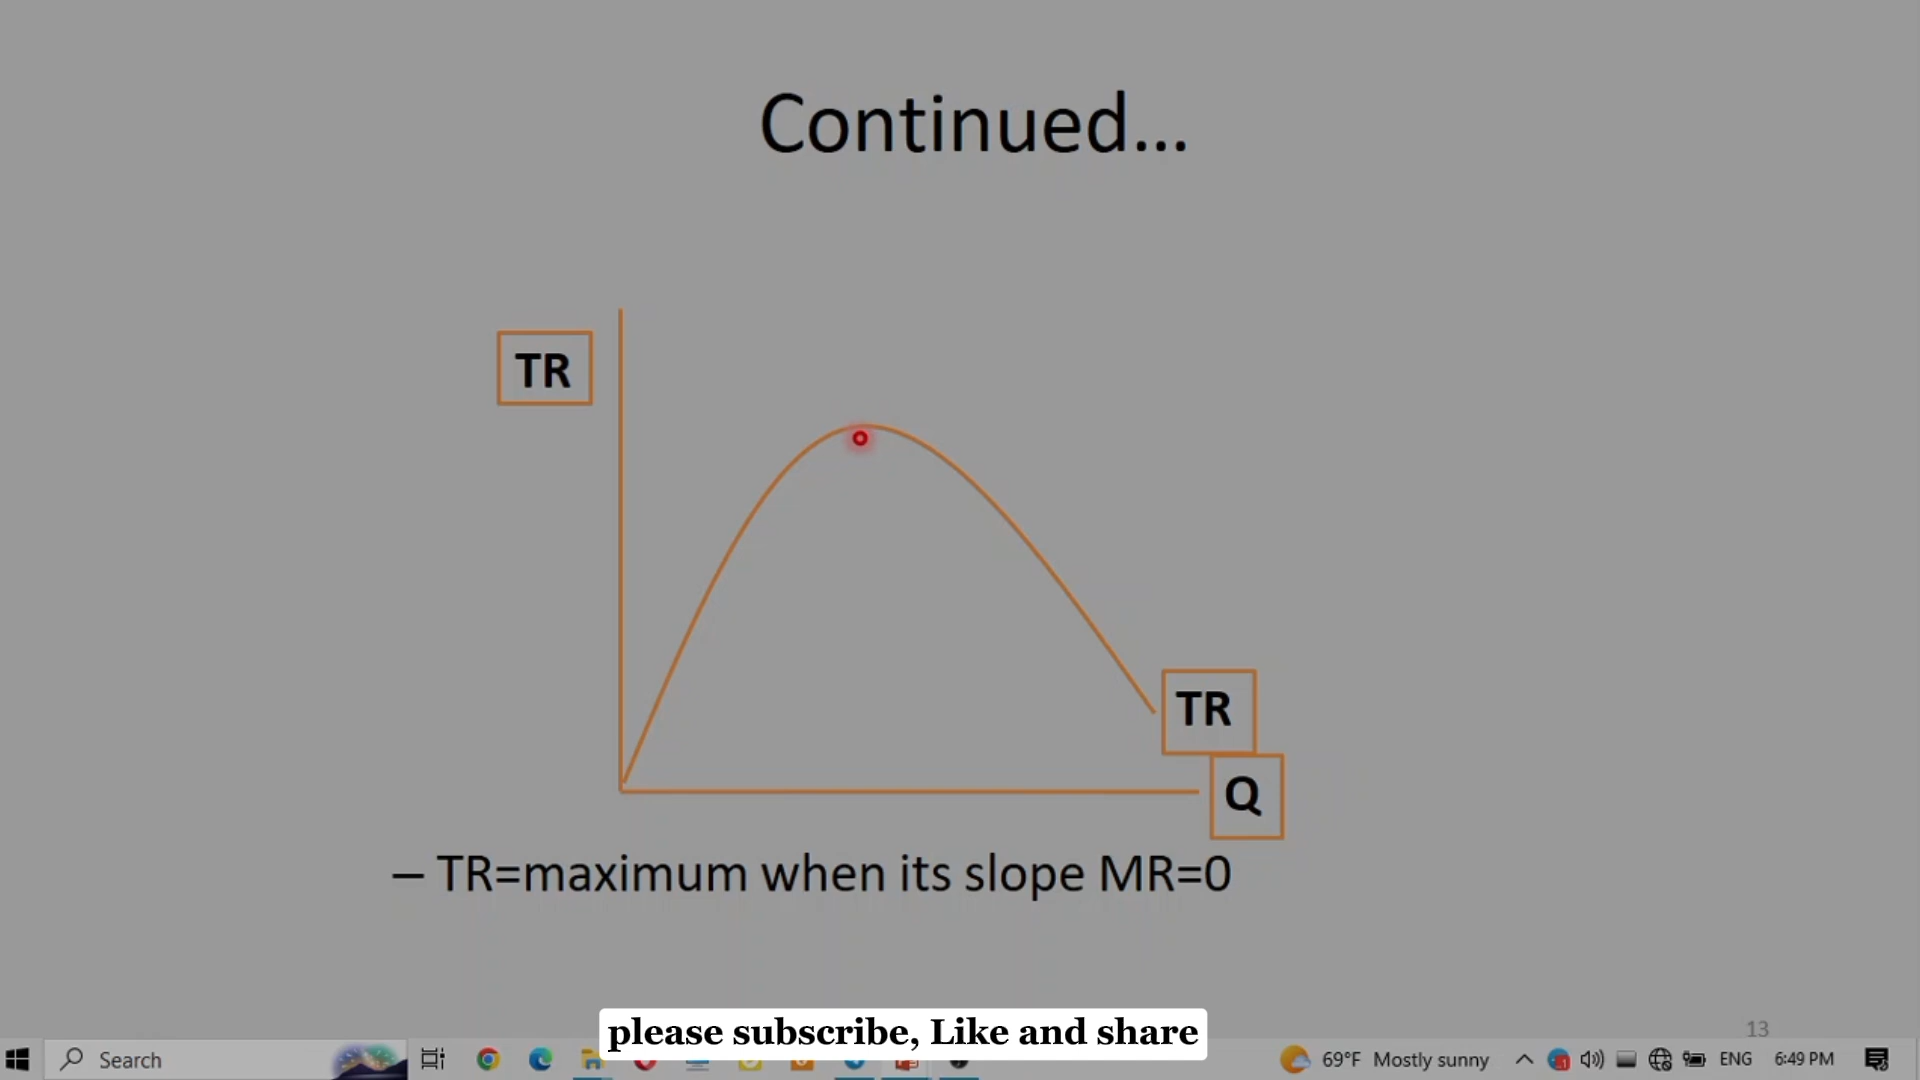 Continued...
TR
TR
Q
– TR=maximum when its slope MR=0
please subscribe, Like and share
13
Search
69°F Mostly sunny
1
ENG
6:49 PM